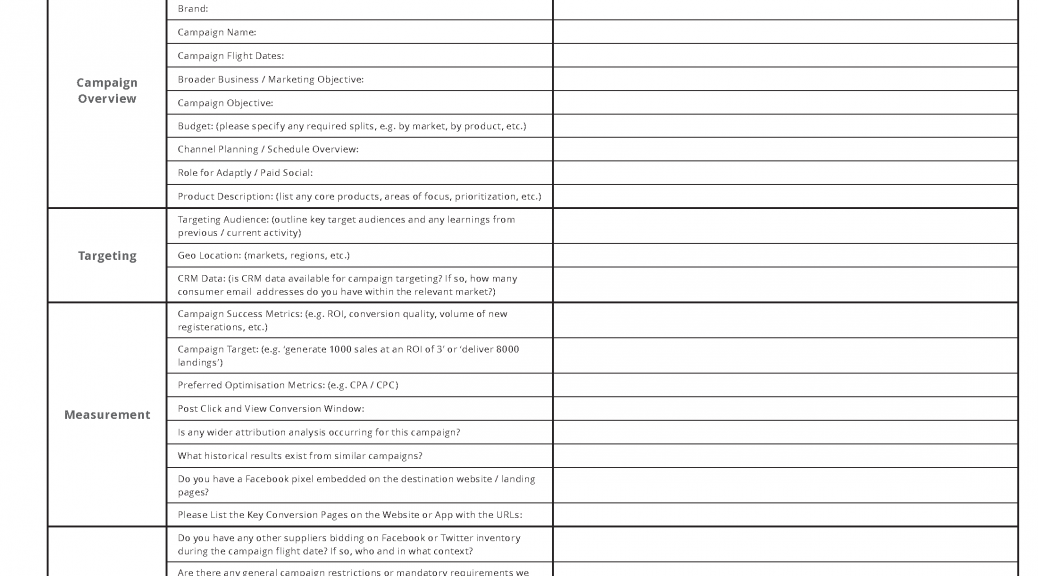 Brand:
Campaign Name:
Campaign Flight Dates:
Campaign
Overview
Broader Business / Marketing Objective:
Campaign Objective:
Budget: (please specify any required splits, e.g. by market, by product, etc.)
Channel Planning / Schedule Overview:
Role for Adaptly / Paid Social:
Product Description: (list any core products, areas of focus, prioritization, etc.)
Targeting
Targeting Audience: (outline key target audiences and any learnings from
previous / current activity)
Geo Location: (markets, regions, etc.)
CRM Data: (is CRM data available for campaign targeting? If so, how many
consumer email addresses do you have within the relevant market?)
Measurement
Campaign Success Metrics: (e.g. ROI, conversion quality, volume of new
registerations, etc.)
Campaign Target: (e.g. ‘generate 1000 sales at an ROI of 3’ or ‘deliver 8000
landings’)
Preferred Optimisation Metrics: (e.g. CPA / CPC)
Post Click and View Conversion Window:
Is any wider attribution analysis occurring for this campaign?
What historical results exist from similar campaigns?
Do you have a Facebook pixel embedded on the destination website / landing
pages?
Please List the Key Conversion Pages on the Website or App with the URLs:
Do you have any other suppliers bidding on Facebook or Twitter inventory
during the campaign flight date? If so, who and in what context?
Are there any general campaign restrictions or mandatory requirements we